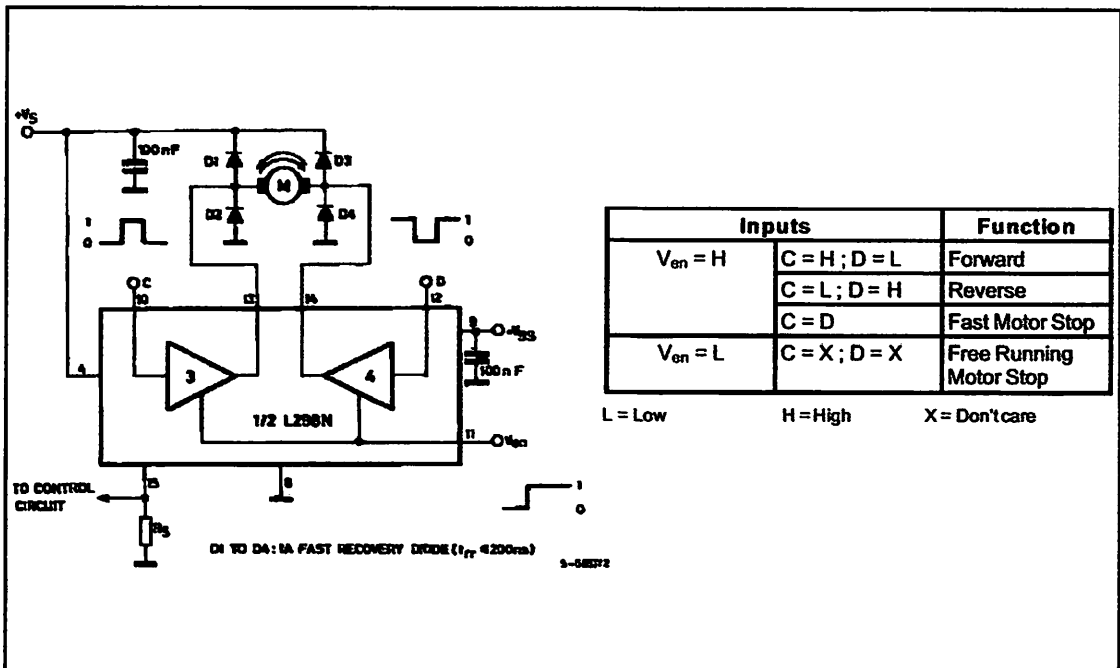 +VS
100nF
D1
D3
M
D2
D4
1
0
1
0
C
D
10
13
14
12
9
4
3
4
100nF
1/2 L298N
11
15
8
TO CONTROL
CIRCUIT
RS
1
0
D1 TO D4: 1A FAST RECOVERY DIODE (trr ≤200ns)
Inputs Function
Ven = H C = H ; D = L Forward
C = L ; D = H Reverse
C = D Fast Motor Stop
Ven = L C = X ; D = X Free Running
Motor Stop
L = Low H = High X = Don't care